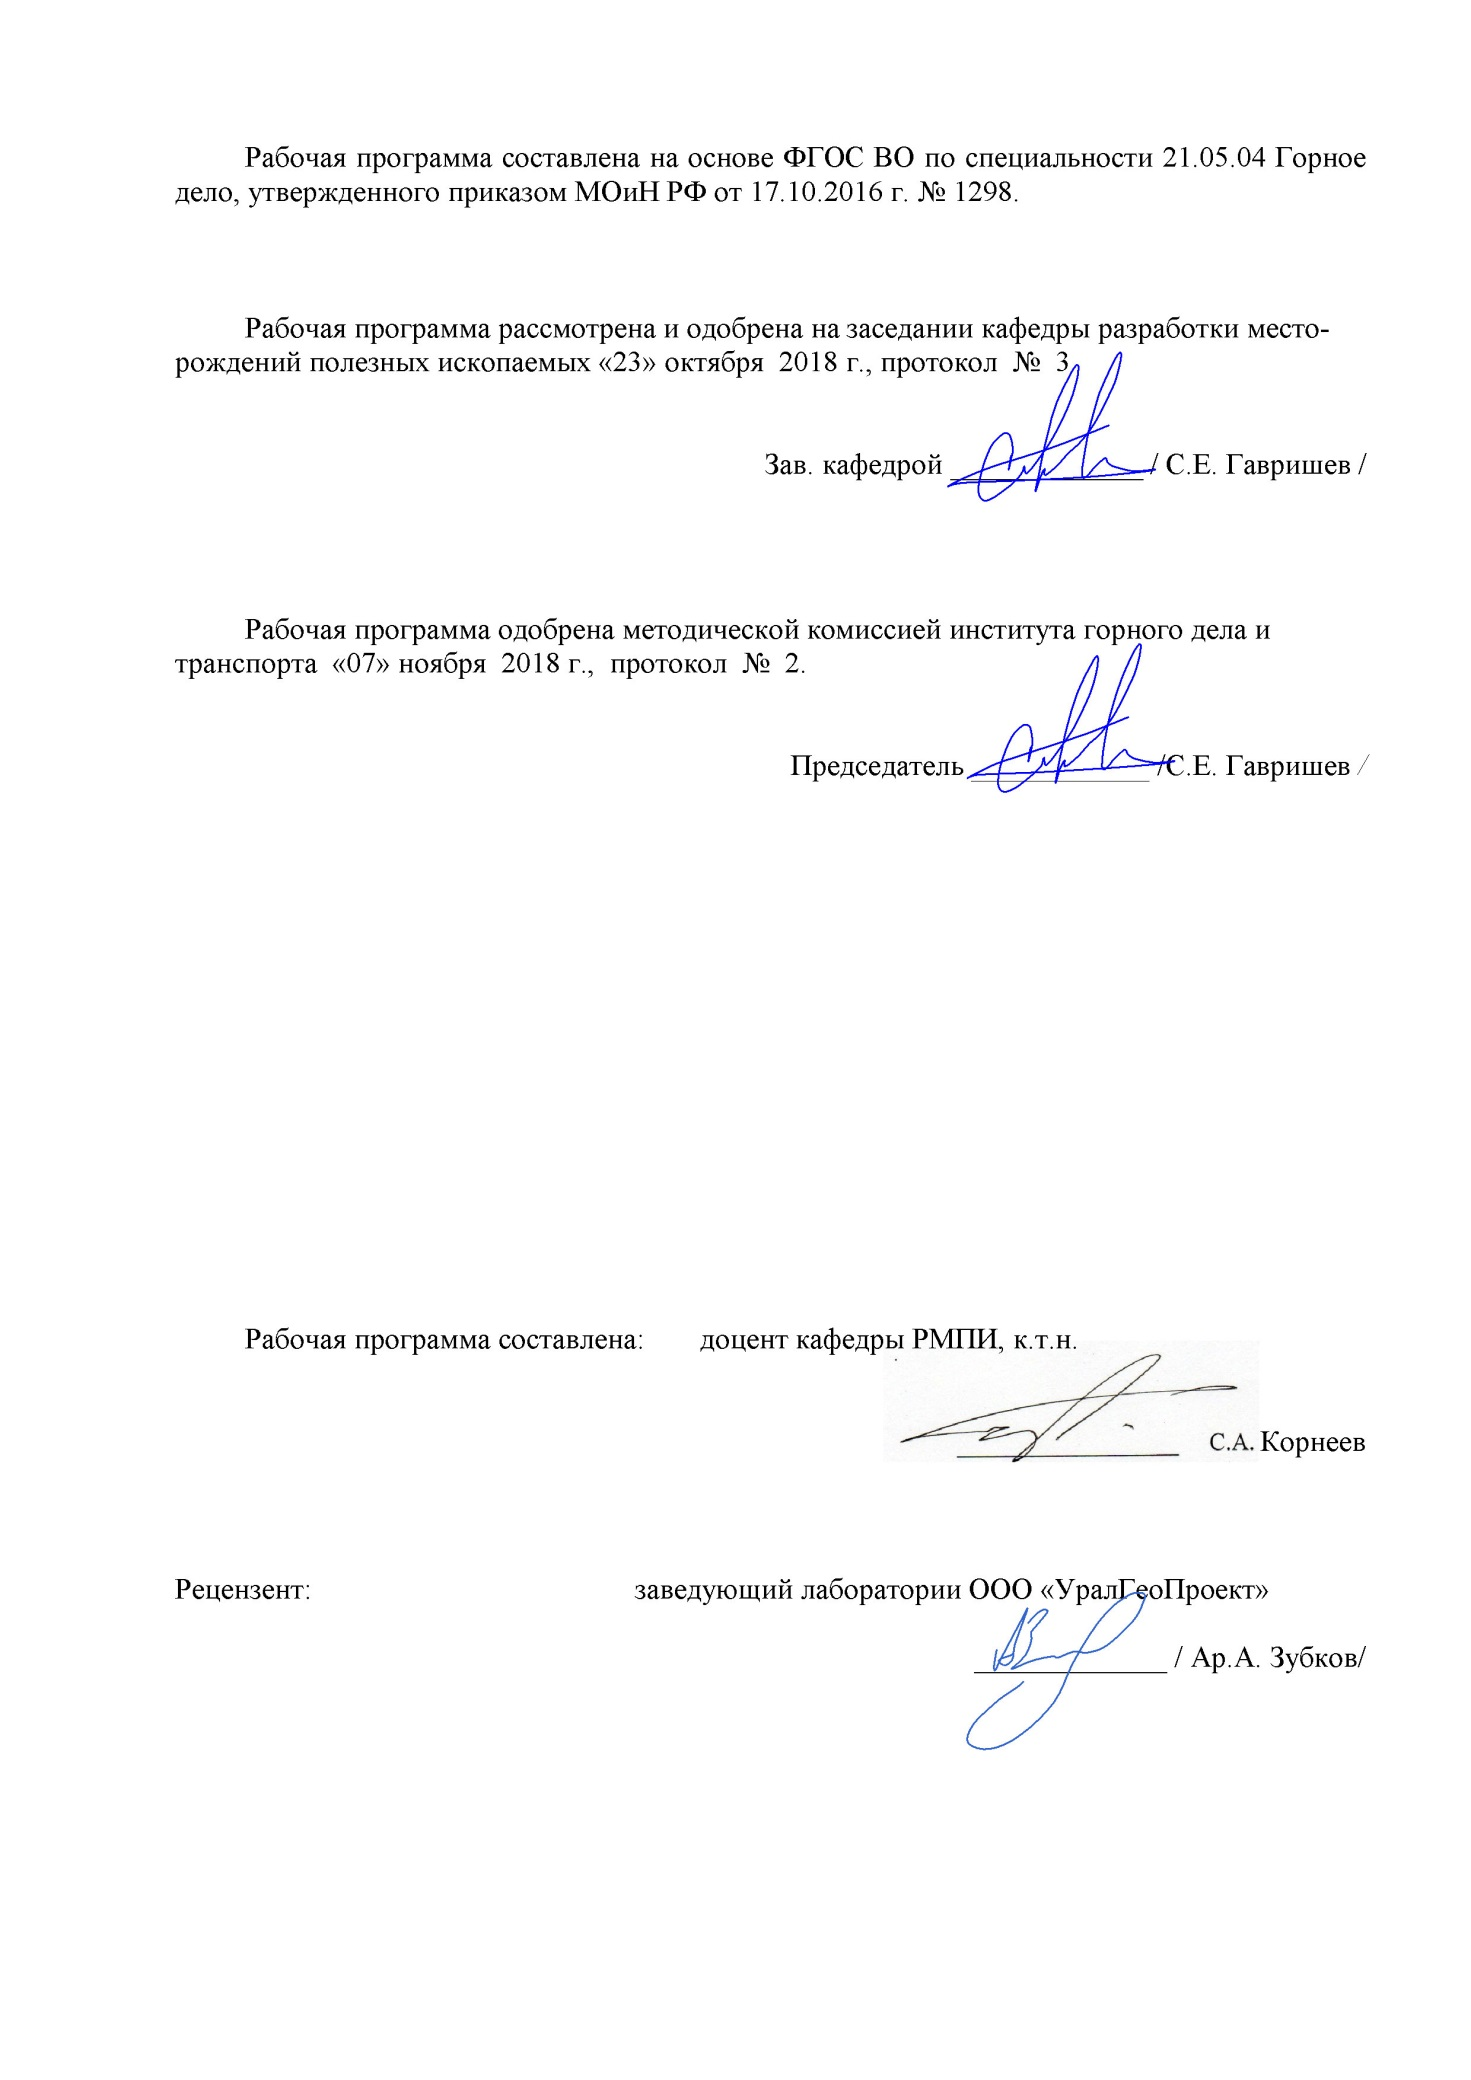 Рабочая программа составлена на основе ФГОС ВО по специальности 21.05.04 Горное
дело, утвержденного приказом МОиН РФ от 17.10.2016 г. № 1298.
Рабочая программа рассмотрена и одобрена на заседании кафедры разработки место-
рождений полезных ископаемых «23» октября 2018 г., протокол № 3
Зав. кафедрой ______________/ С.Е. Гавришев /
Рабочая программа одобрена методической комиссией института горного дела и
транспорта «07» ноября 2018 г., протокол № 2.
Председатель _____________ /С.Е. Гавришев /
Рабочая программа составлена: доцент кафедры РМПИ, к.т.н.
________________ С.А. Корнеев
Рецензент: заведующий лаборатории ООО «УралГеоПроект»
______________ / Ар.А. Зубков/